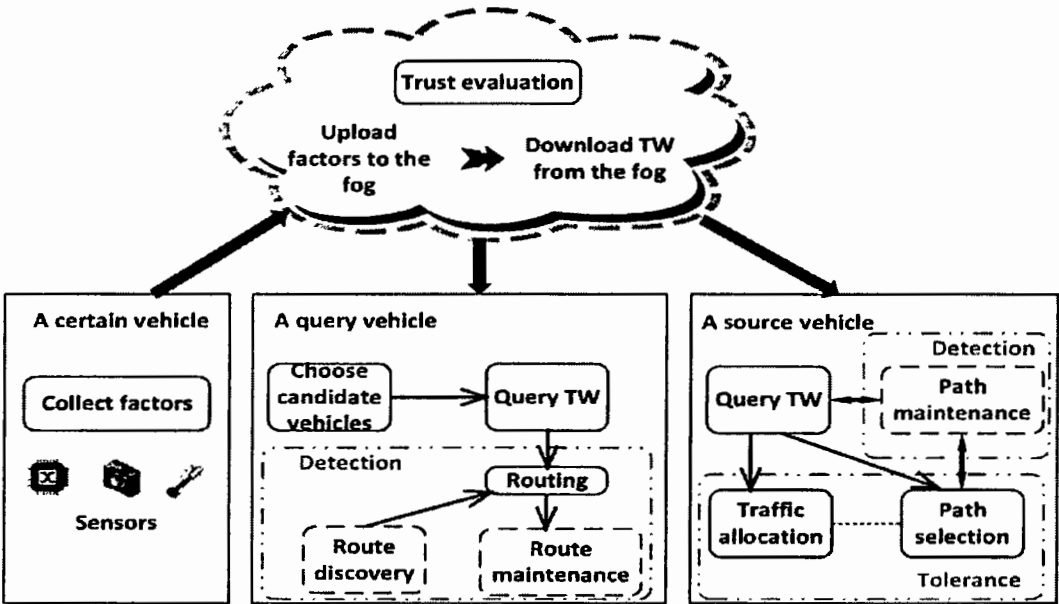 Trust evaluation
Upload
factors to the
fog
Download TW
from the fog
A certain vehicle
Collect factors
X
Sensors
A query vehicle
Choose
candidate
vehicles
Query TW
Detection
Routing
Route
discovery
Route
maintenance
A source vehicle
Detection
Query TW
Path
maintenance
Traffic
allocation
Path
selection
Tolerance